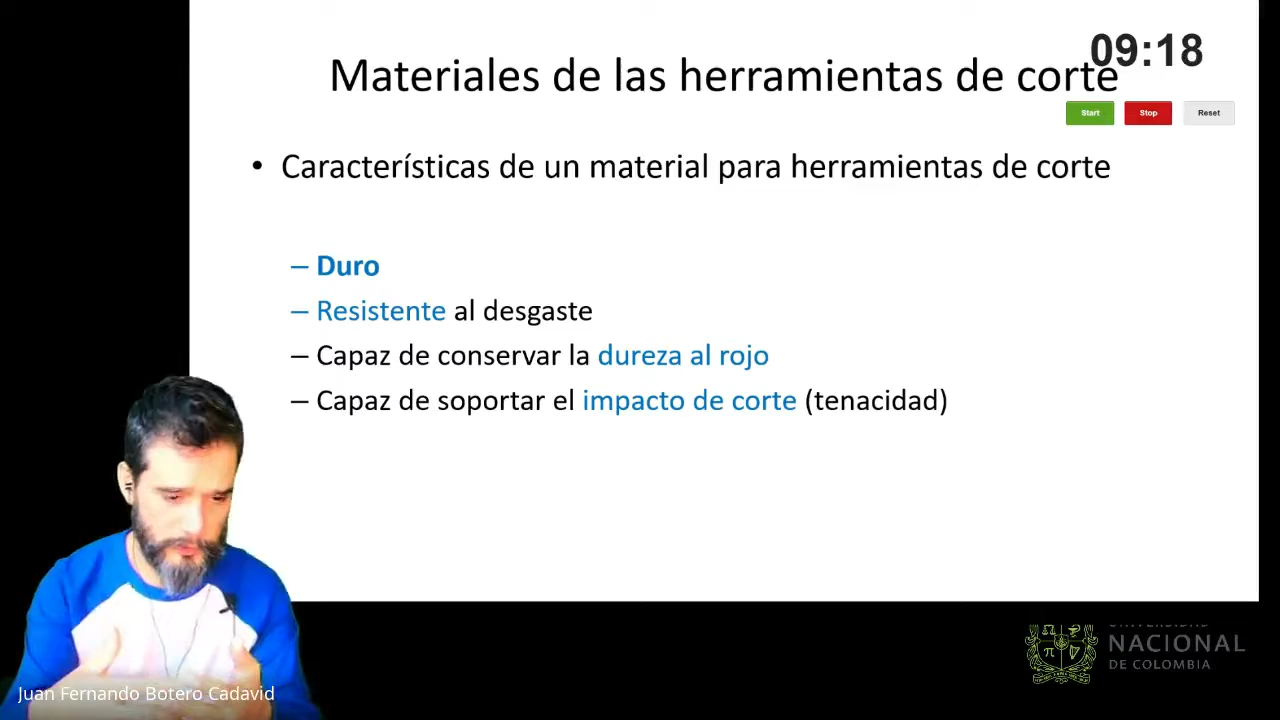 09:18
Materiales de las herramientas de corte
Start Stop Reset
• Características de un material para herramientas de corte
– Duro
– Resistente al desgaste
– Capaz de conservar la dureza al rojo
– Capaz de soportar el impacto de corte (tenacidad)
UNIVERSIDAD
NACIONAL
DE COLOMBIA
Juan Fernando Botero Cadavid